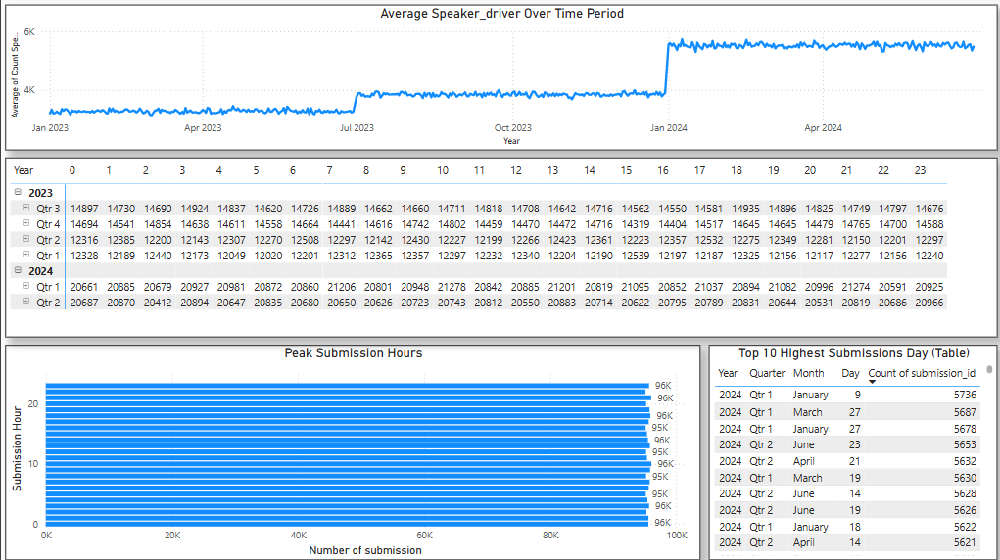 Average Speaker_driver Over Time Period
Average of Count Spe...
6K
4K
Jan 2023 Apr 2023 Jul 2023 Oct 2023 Jan 2024 Apr 2024
Year
Year 0 1 2 3 4 5 6 7 8 9 10 11 12 13 14 15 16 17 18 19 20 21 22 23
2023
Qtr 3 14897 14730 14690 14924 14837 14620 14726 14889 14662 14660 14711 14818 14708 14642 14716 14562 14550 14581 14935 14896 14825 14749 14797 14676
Qtr 4 14694 14541 14854 14638 14611 14558 14664 14441 14616 14742 14802 14459 14470 14472 14716 14319 14404 14517 14645 14645 14479 14765 14700 14588
Qtr 2 12316 12385 12200 12143 12307 12270 12508 12297 12142 12430 12227 12199 12266 12423 12361 12223 12357 12532 12275 12349 12281 12150 12201 12297
Qtr 1 12328 12189 12440 12173 12049 12020 12201 12312 12365 12357 12297 12232 12340 12204 12190 12539 12197 12187 12325 12156 12117 12277 12156 12240
2024
Qtr 1 20661 20885 20679 20927 20981 20872 20860 21206 20801 20948 21278 20842 20885 21201 20819 21095 20852 21037 20894 21082 20996 21274 20591 20925
Qtr 2 20687 20870 20412 20894 20647 20835 20680 20650 20626 20723 20743 20812 20550 20883 20714 20622 20795 20789 20831 20644 20531 20819 20686 20966
Peak Submission Hours
Submission Hour
20
10
0
96K
96K
96K
95K
96K
95K
96K
95K
95K
96K
96K
0K 20K 40K 60K 80K 100K
Number of submission
Top 10 Highest Submissions Day (Table)
Year Quarter Month Day Count of submission_id
2024 Qtr 1 January 9 5736
2024 Qtr 1 March 27 5687
2024 Qtr 1 January 27 5678
2024 Qtr 2 June 23 5653
2024 Qtr 2 April 21 5632
2024 Qtr 1 March 19 5630
2024 Qtr 2 June 14 5628
2024 Qtr 2 June 19 5626
2024 Qtr 1 January 18 5622
2024 Qtr 2 April 14 5621